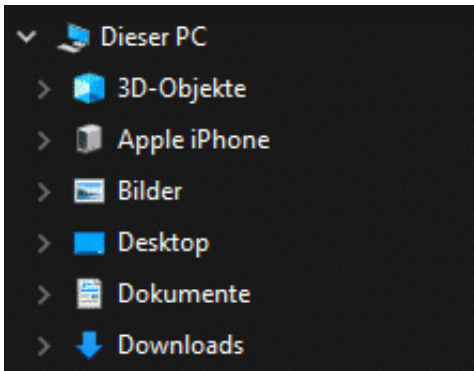 Dieser PC
3D-Objekte
Apple iPhone
Bilder
Desktop
Dokumente
Downloads